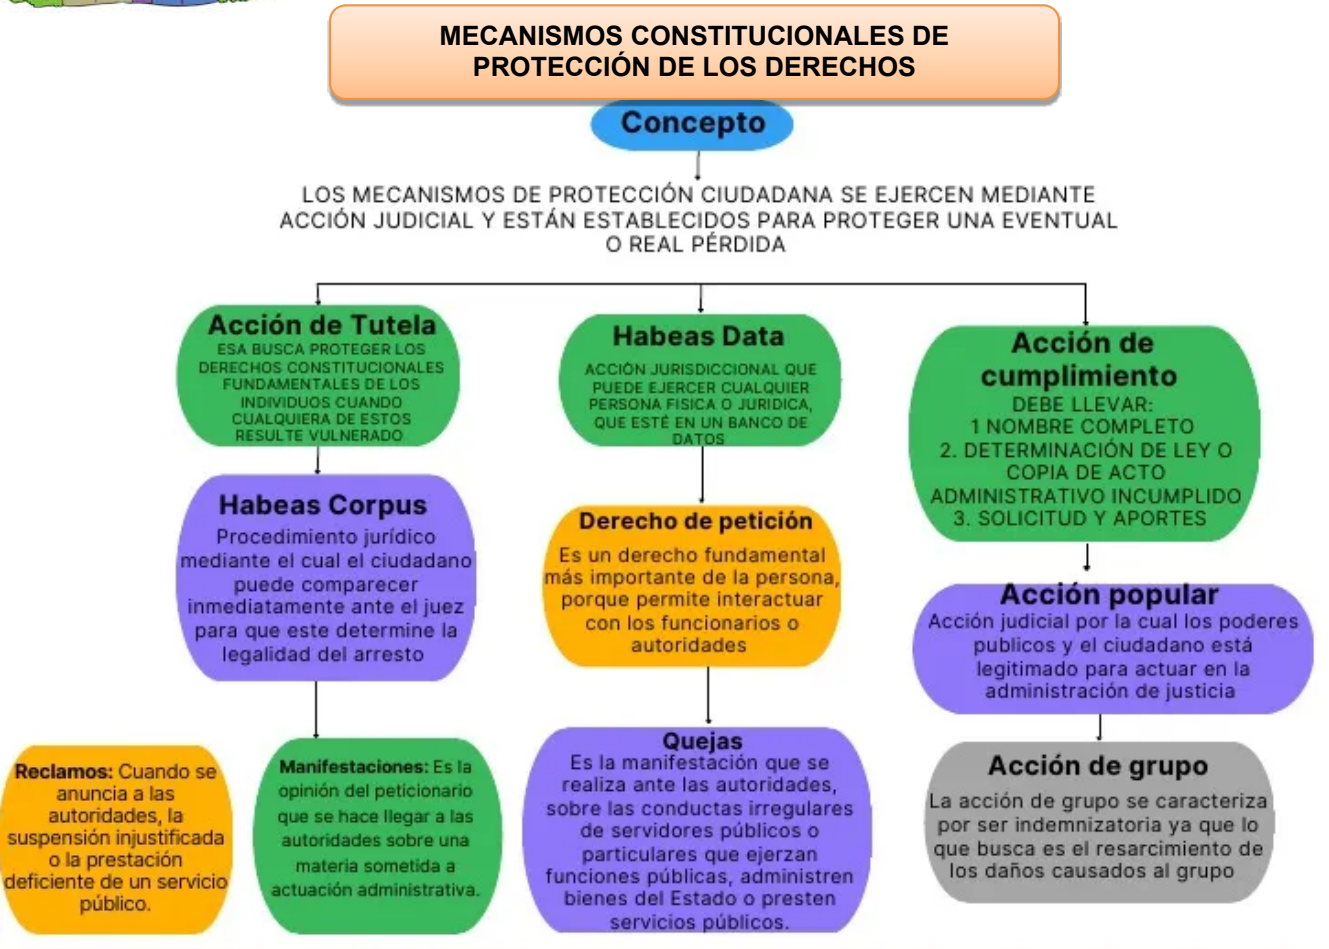 MECANISMOS CONSTITUCIONALES DE
PROTECCIÓN DE LOS DERECHOS
Concepto
LOS MECANISMOS DE PROTECCIÓN CIUDADANA SE EJERCEN MEDIANTE
ACCIÓN JUDICIAL Y ESTÁN ESTABLECIDOS PARA PROTEGER UNA EVENTUAL
O REAL PÉRDIDA
Acción de Tutela
ESA BUSCA PROTEGER LOS
DERECHOS CONSTITUCIONALES
FUNDAMENTALES DE LOS
INDIVIDUOS CUANDO
CUALQUIERA DE ESTOS
RESULTE VULNERADO
Habeas Data
ACCIÓN JURISDICCIONAL QUE
PUEDE EJERCER CUALQUIER
PERSONA FISICA O JURIDICA,
QUE ESTÉ EN UN BANCO DE
DATOS
Acción de
cumplimiento
DEBE LLEVAR:
1 NOMBRE COMPLETO
2. DETERMINACIÓN DE LEY O
COPIA DE ACTO
ADMINISTRATIVO INCUMPLIDO
3. SOLICITUD Y APORTES
Habeas Corpus
Procedimiento jurídico
mediante el cual el ciudadano
puede comparecer
inmediatamente ante el juez
para que este determine la
legalidad del arresto
Derecho de petición
Es un derecho fundamental
más importante de la persona,
porque permite interactuar
con los funcionarios o
autoridades
Acción popular
Acción judicial por la cual los poderes
publicos y el ciudadano está
legitimado para actuar en la
administración de justicia
Reclamos: Cuando se
anuncia a las
autoridades, la
suspensión injustificada
o la prestación
deficiente de un servicio
público.
Manifestaciones: Es la
opinión del peticionario
que se hace llegar a las
autoridades sobre una
materia sometida a
actuación administrativa.
Quejas
Es la manifestación que se
realiza ante las autoridades,
sobre las conductas irregulares
de servidores públicos o
particulares que ejerzan
funciones públicas, administren
bienes del Estado o presten
servicios públicos.
Acción de grupo
La acción de grupo se caracteriza
por ser indemnizatoria ya que lo
que busca es el resarcimiento de
los daños causados al grupo